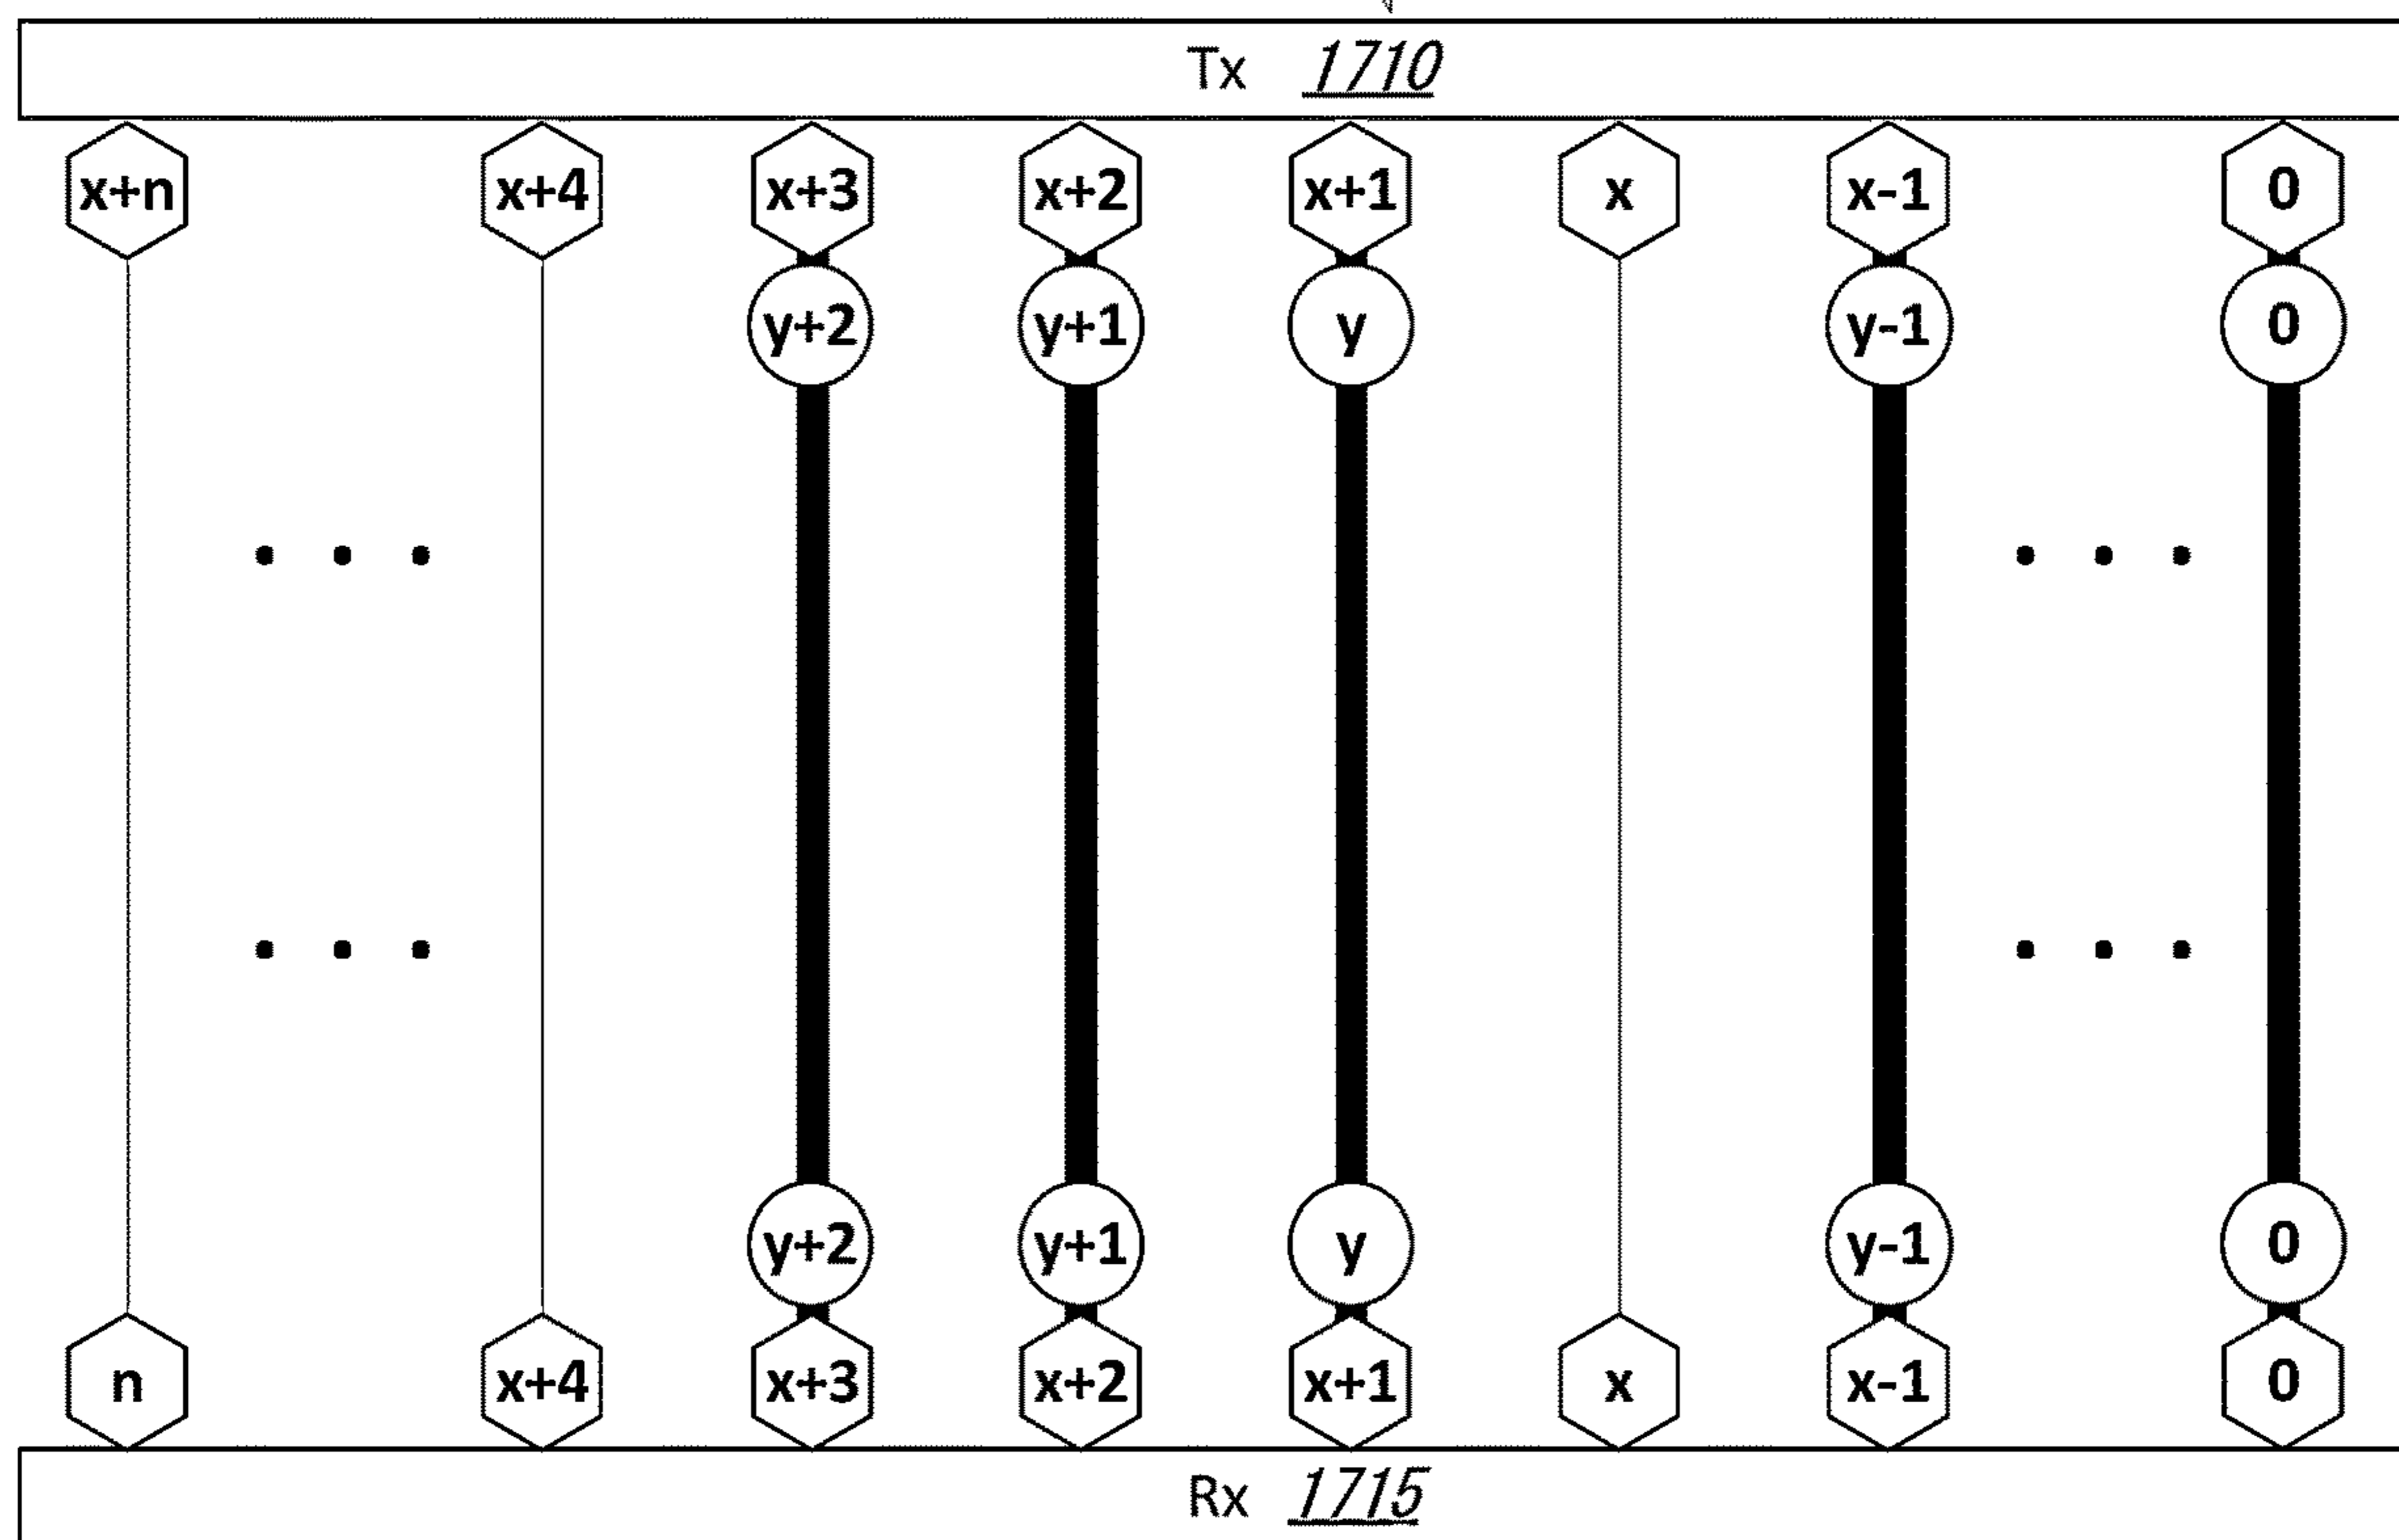 Tx 1710
x+n x+4 x+3 x+2 x+1 x x-1 0
y+2 y+1 y y-1 0
y+2 y+1 y y-1 0
n x+4 x+3 x+2 x+1 x x-1 0
Rx 1715